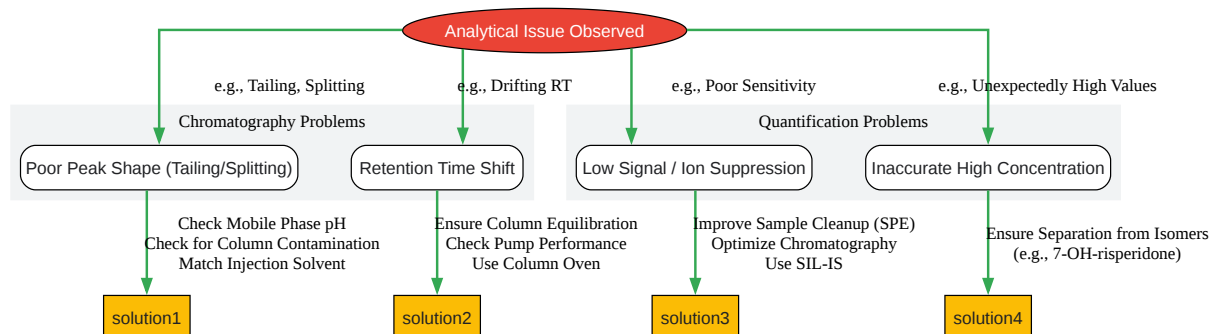 Analytical Issue Observed
e.g., Tailing, Splitting
e.g., Drifting RT
e.g., Poor Sensitivity
e.g., Unexpectedly High Values
Chromatography Problems
Quantification Problems
Poor Peak Shape (Tailing/Splitting)
Retention Time Shift
Low Signal / Ion Suppression
Inaccurate High Concentration
Check Mobile Phase pH
Check for Column Contamination
Match Injection Solvent
Ensure Column Equilibration
Check Pump Performance
Use Column Oven
Improve Sample Cleanup (SPE)
Optimize Chromatography
Use SIL-IS
Ensure Separation from Isomers
(e.g., 7-OH-risperidone)
solution1
solution2
solution3
solution4